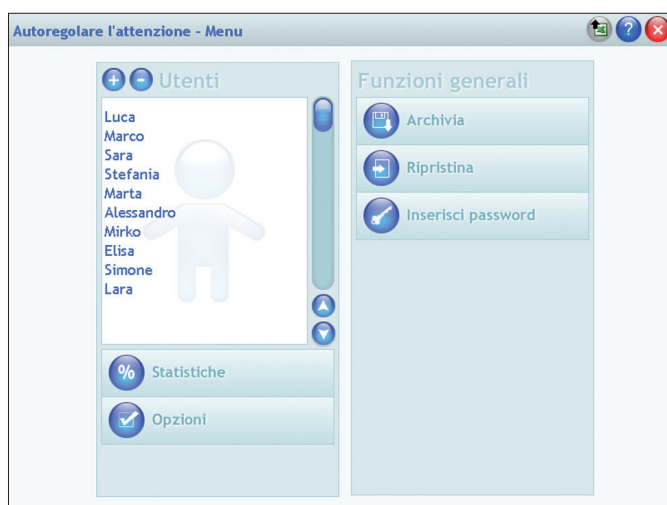 Autoregolare l'attenzione - Menu
Utenti
Luca
Marco
Sara
Stefania
Marta
Alessandro
Mirko
Elisa
Simone
Lara
% Statistiche
Opzioni
Funzioni generali
Archivia
Ripristina
Inserisci password